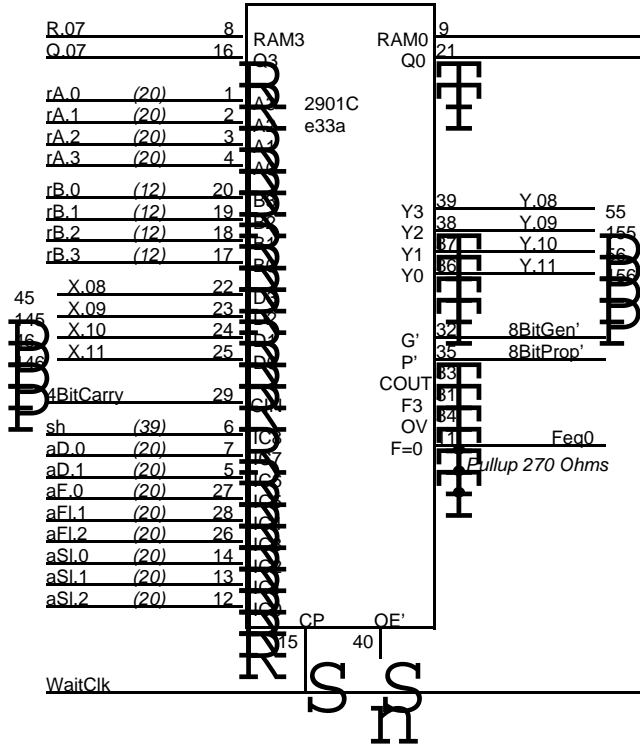 R.07 8 RAM3 RAM0 9
Q.07 16 Q3 Q0 21
rA.0 (20) 1 2901C
rA.1 (20) 2 e33a
rA.2 (20) 3
rA.3 (20) 4
rB.0 (12) 20 Y3 39 Y.08 55
rB.1 (12) 19 Y2 38 Y.09 155
rB.2 (12) 18 Y1 37 Y.10 56
rB.3 (12) 17 Y0 36 Y.11 156
X.08 22
45 X.09 23
145 X.10 24 G' 32 8BitGen'
46 X.11 25 P' 35 8BitProp'
146 COUT 33
4BitCarry 29 F3 31
sh (39) 6 OV 34
aD.0 (20) 7 F=0 11 Feq0
aD.1 (20) 5 Pullup 270 Ohms
aF.0 (20) 27
aFl.1 (20) 28
aFl.2 (20) 26
aSl.0 (20) 14
aSl.1 (20) 13
aSl.2 (20) 12
CP OE'
15 40
WaitClk S S
n